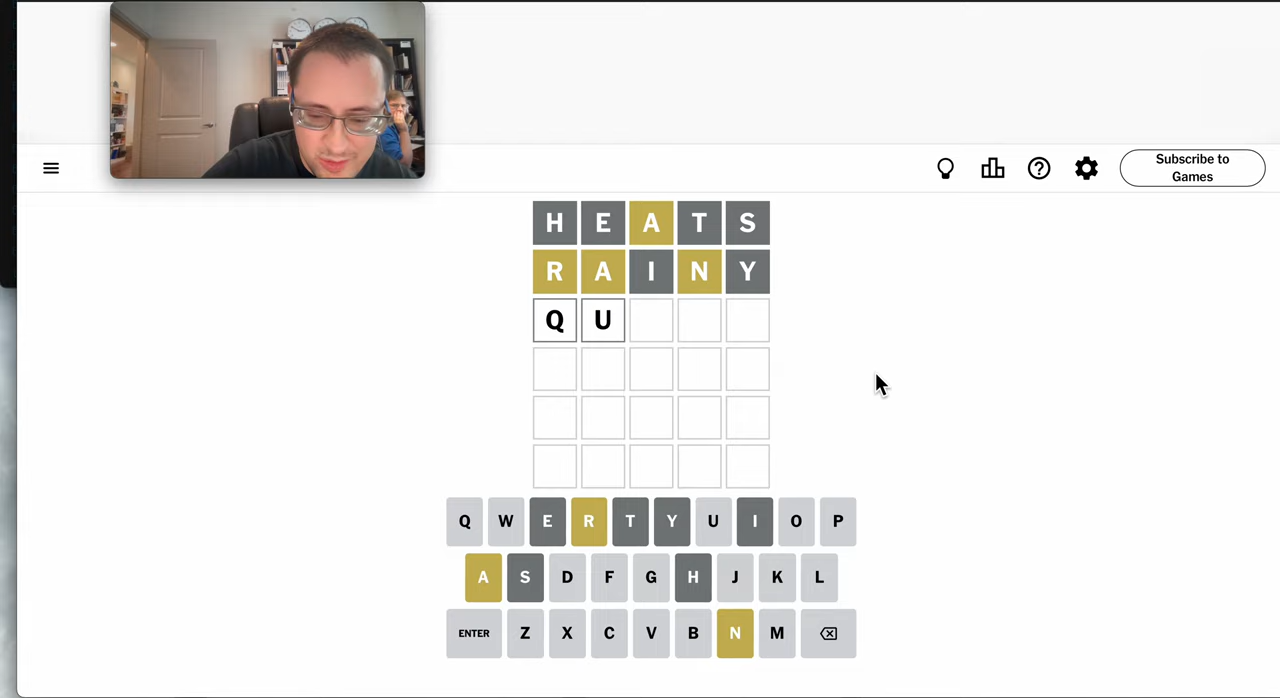 Subscribe to
Games
H E A T S
R A I N Y
Q U
Q W E R T Y U I O P
A S D F G H J K L
ENTER Z X C V B N M